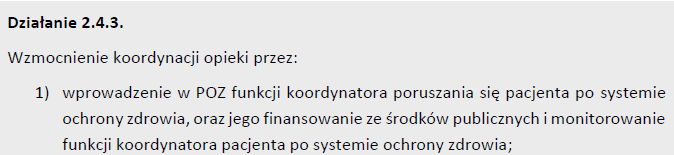 Działanie 2.4.3.
Wzmocnienie koordynacji opieki przez:
1) wprowadzenie w POZ funkcji koordynatora poruszania się pacjenta po systemie
ochrony zdrowia, oraz jego finansowanie ze środków publicznych i monitorowanie
funkcji koordynatora pacjenta po systemie ochrony zdrowia;